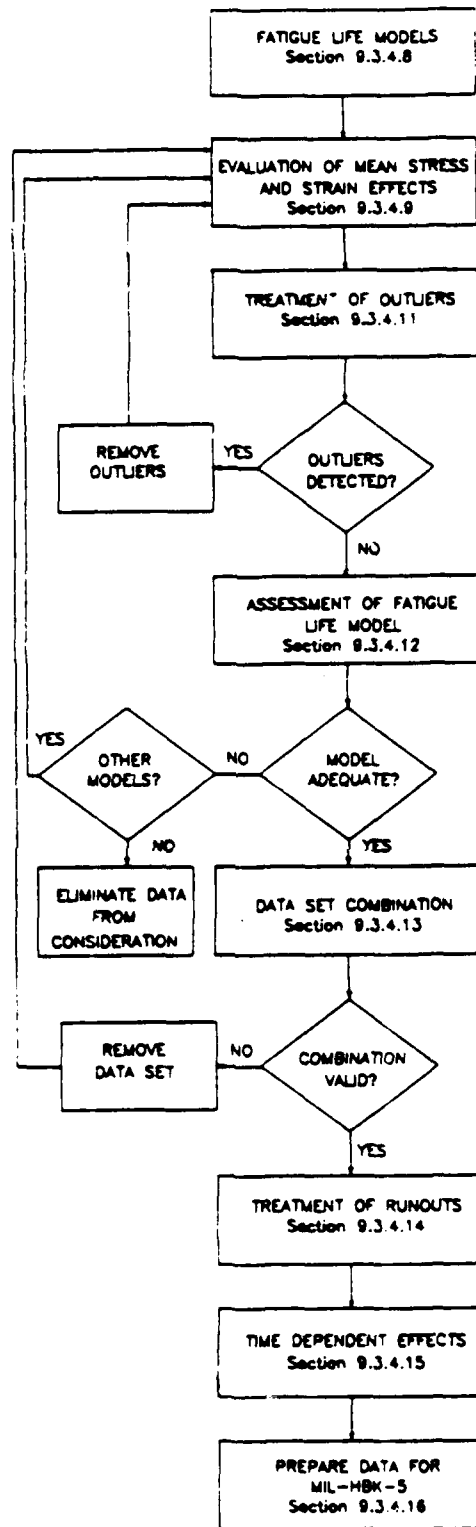 FATIGUE LIFE MODELS
Section 9.3.4.8
EVALUATION OF MEAN STRESS
AND STRAIN EFFECTS
Section 9.3.4.9
TREATMENT OF OUTLIERS
Section 9.3.4.11
REMOVE
OUTLIERS
YES
OUTLIERS
DETECTED?
NO
ASSESSMENT OF FATIGUE
LIFE MODEL
Section 9.3.4.12
YES
OTHER
MODELS?
NO
MODEL
ADEQUATE?
NO
YES
ELIMINATE DATA
FROM
CONSIDERATION
DATA SET COMBINATION
Section 9.3.4.13
REMOVE
DATA SET
NO
COMBINATION
VALID?
YES
TREATMENT OF RUNOUTS
Section 9.3.4.14
TIME DEPENDENT EFFECTS
Section 9.3.4.15
PREPARE DATA FOR
MIL-HBK-5
Section 9.3.4.16